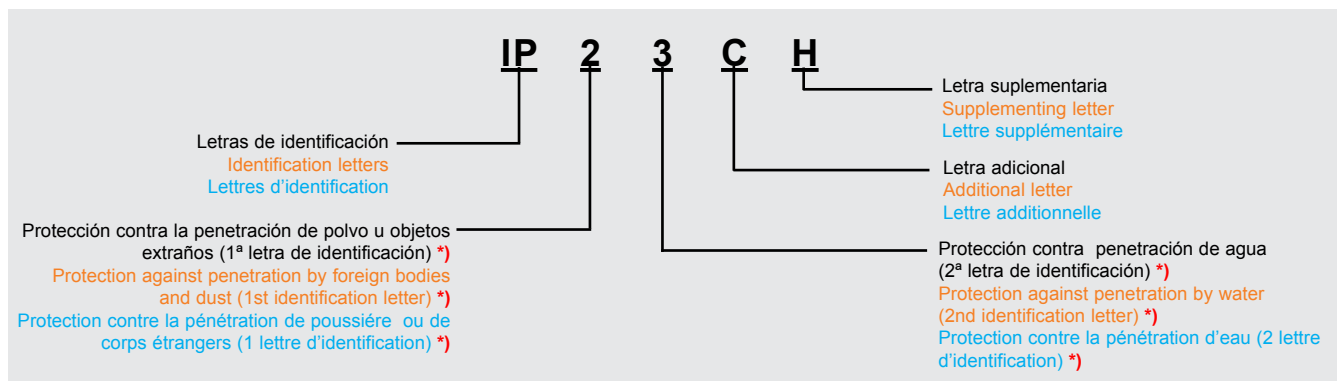 IP 2 3 C H
Letra suplementaria
Supplementing letter
Lettre supplémentaire
Letras de identificación
Identification letters
Lettres d'identification
Letra adicional
Additional letter
Lettre additionnelle
Protección contra la penetración de polvo u objetos
extraños (1ª letra de identificación) *)
Protection against penetration by foreign bodies
and dust (1st identification letter) *)
Protection contre la pénétration de poussiére ou de
corps étrangers (1 lettre d'identification) *)
Protección contra penetración de agua
(2ª letra de identificación) *)
Protection against penetration by water
(2nd identification letter) *)
Protection contre la pénétration d'eau (2 lettre
d'identification) *)